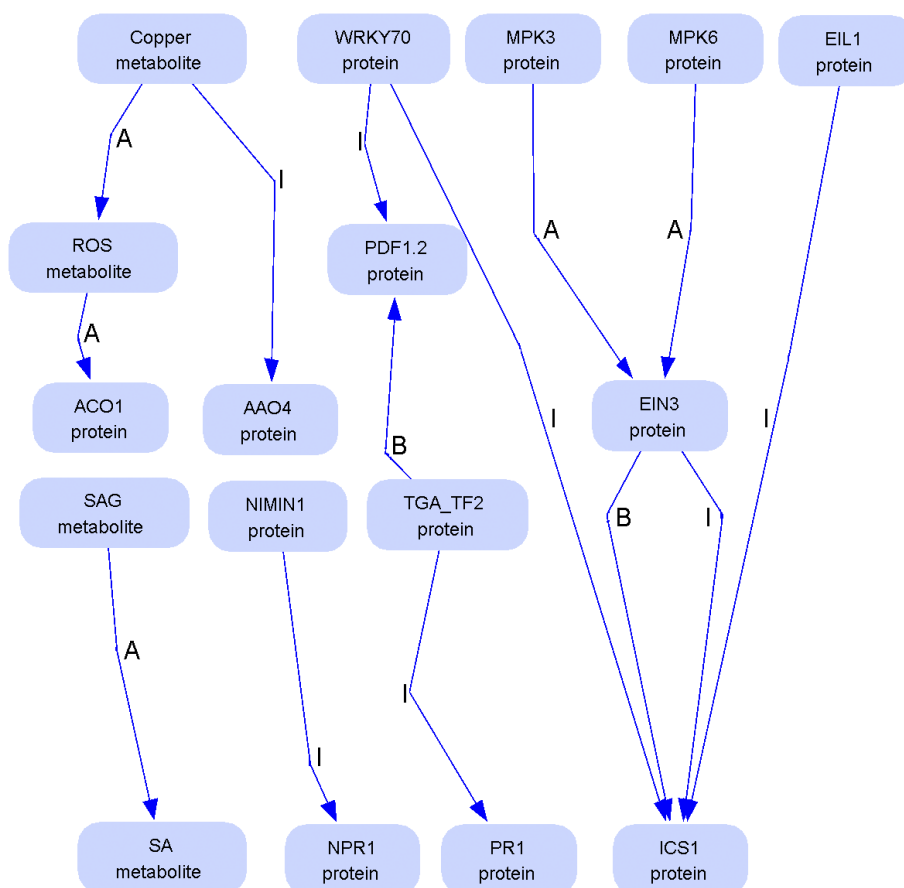 Copper
metabolite
WRKY70
protein
MPK3
protein
MPK6
protein
EIL1
protein
A
I
I
ROS
metabolite
PDF1.2
protein
A
A
A
ACO1
protein
AAO4
protein
EIN3
protein
I
I
B
SAG
metabolite
NIMIN1
protein
TGA_TF2
protein
B
I
A
I
I
SA
metabolite
NPR1
protein
PR1
protein
ICS1
protein